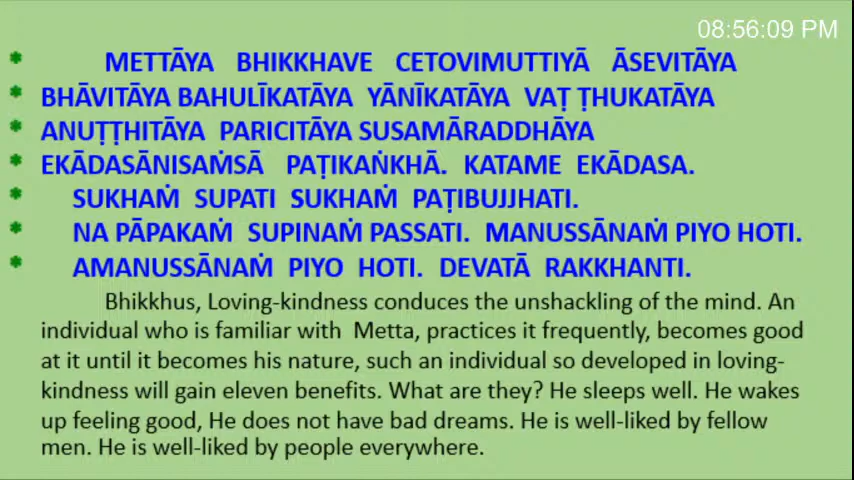 08:56:09 PM
METTĀYA BHIKKHAVE CETOVIMUTTIYĀ ĀSEVITĀYA
BHĀVITĀYA BAHULĪKATĀYA YĀNĪKATĀYA VAṬ ṬHUKATĀYA
ANUṬṬHITĀYA PARICITĀYA SUSAMĀRADDHĀYA
EKĀDASĀNISAṀSĀ PAṬIKAṄKHĀ. KATAME EKĀDASA.
SUKHAṀ SUPATI SUKHAṀ PAṬIBUJJHATI.
NA PĀPAKAṀ SUPINAṀ PASSATI. MANUSSĀNAṀ PIYO HOTI.
AMANUSSĀNAṀ PIYO HOTI. DEVATĀ RAKKHANTI.
Bhikkhus, Loving-kindness conduces the unshackling of the mind. An
individual who is familiar with Metta, practices it frequently, becomes good
at it until it becomes his nature, such an individual so developed in loving-
kindness will gain eleven benefits. What are they? He sleeps well. He wakes
up feeling good, He does not have bad dreams. He is well-liked by fellow
men. He is well-liked by people everywhere.